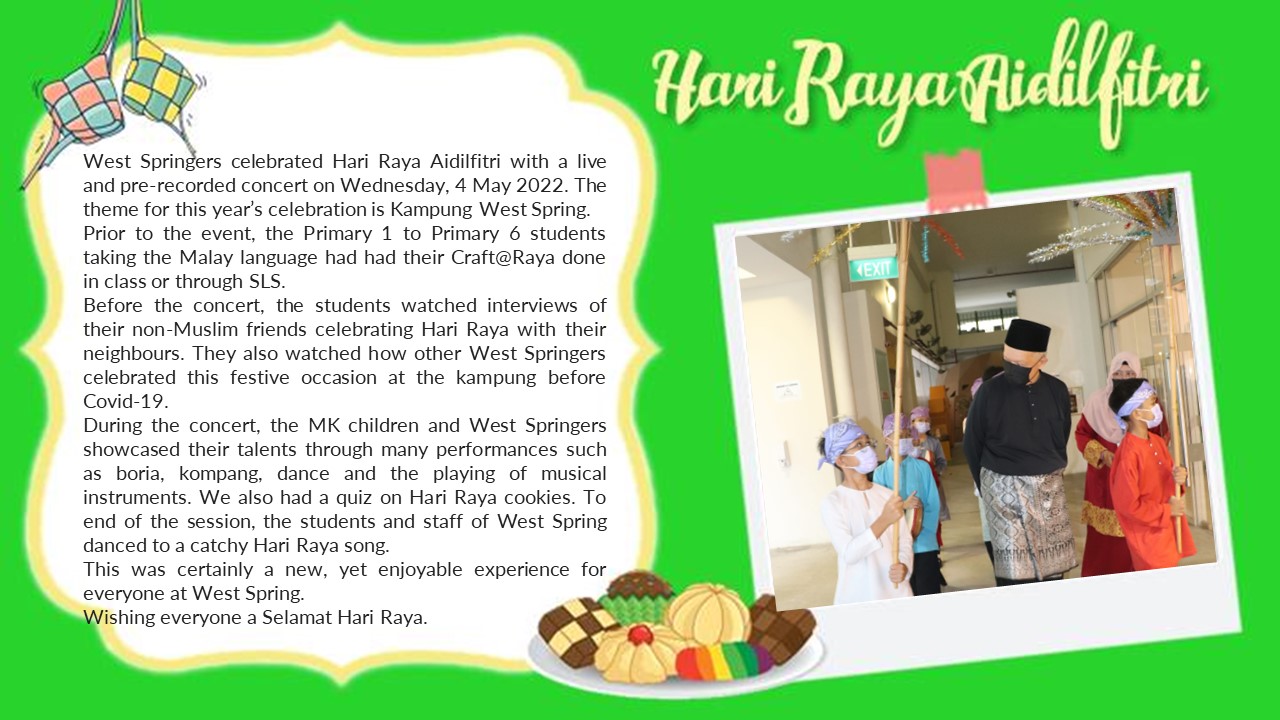 Hari Raya Aidilfitri
West Springers celebrated Hari Raya Aidilfitri with a live
and pre-recorded concert on Wednesday, 4 May 2022. The
theme for this year’s celebration is Kampung West Spring.
Prior to the event, the Primary 1 to Primary 6 students
taking the Malay language had had their Craft@Raya done
in class or through SLS.
Before the concert, the students watched interviews of
their non-Muslim friends celebrating Hari Raya with their
neighbours. They also watched how other West Springers
celebrated this festive occasion at the kampung before
Covid-19.
During the concert, the MK children and West Springers
showcased their talents through many performances such
as boria, kompang, dance and the playing of musical
instruments. We also had a quiz on Hari Raya cookies. To
end of the session, the students and staff of West Spring
danced to a catchy Hari Raya song.
This was certainly a new, yet enjoyable experience for
everyone at West Spring.
Wishing everyone a Selamat Hari Raya.
EXIT